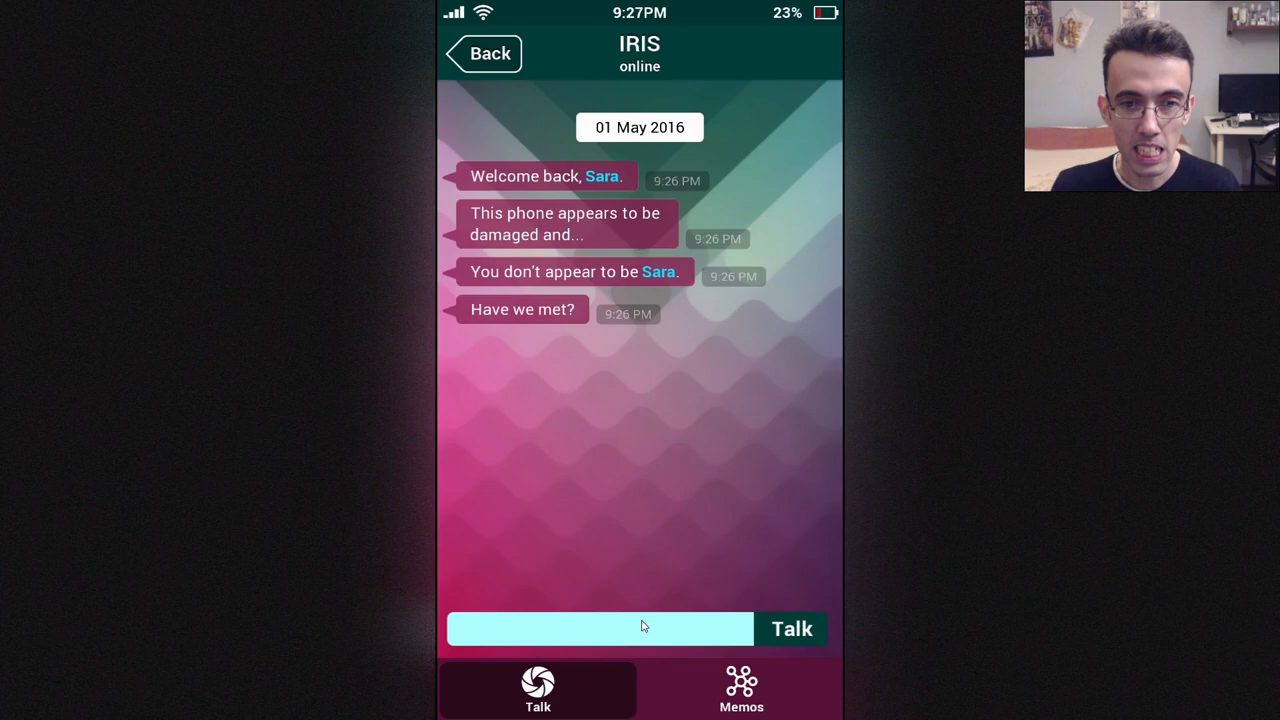 9:27PM
23%
Back
IRIS
online
01 May 2016
Welcome back, Sara.
9:26 PM
This phone appears to be
damaged and...
9:26 PM
You don't appear to be Sara.
9:26 PM
Have we met?
9:26 PM
Talk
Talk
Memos